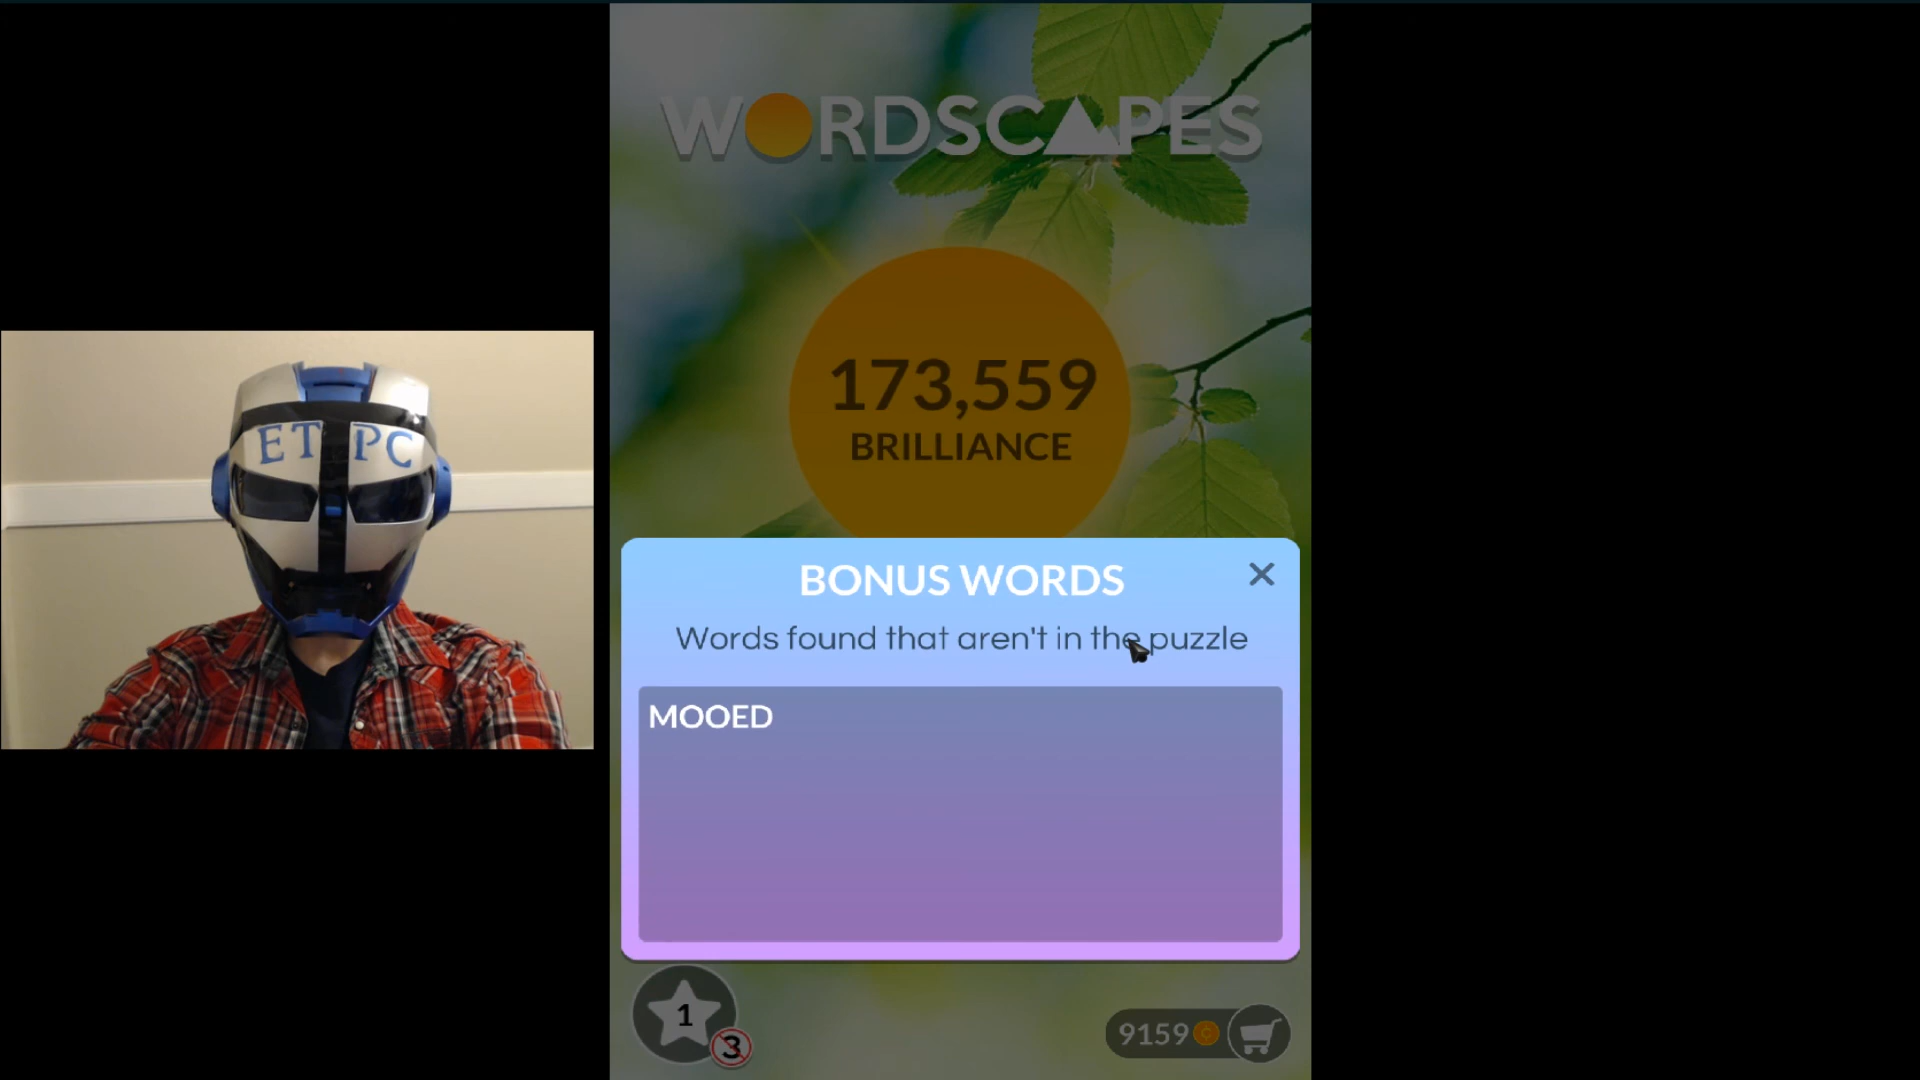 WORDSCAPES
173,559
BRILLIANCE
ET PC
BONUS WORDS
Words found that aren't in the puzzle
MOOED
1
3
9159